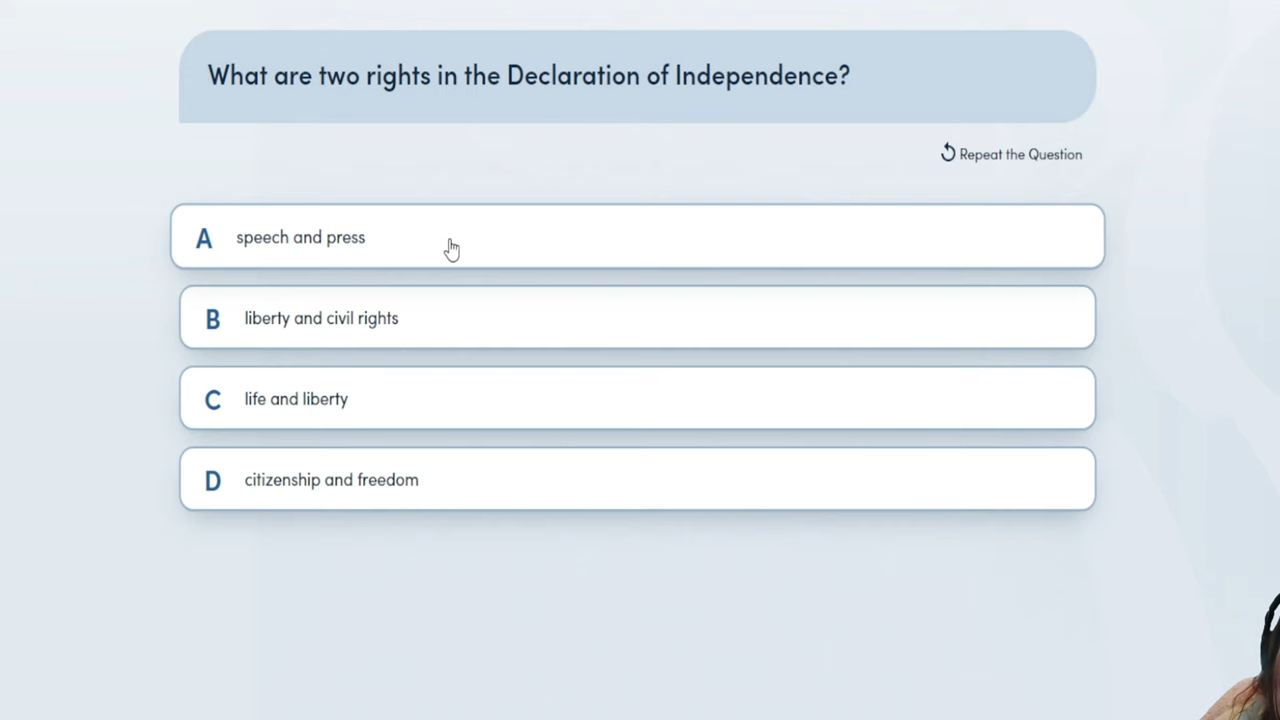 What are two rights in the Declaration of Independence?
Repeat the Question
A speech and press
B liberty and civil rights
C life and liberty
D citizenship and freedom